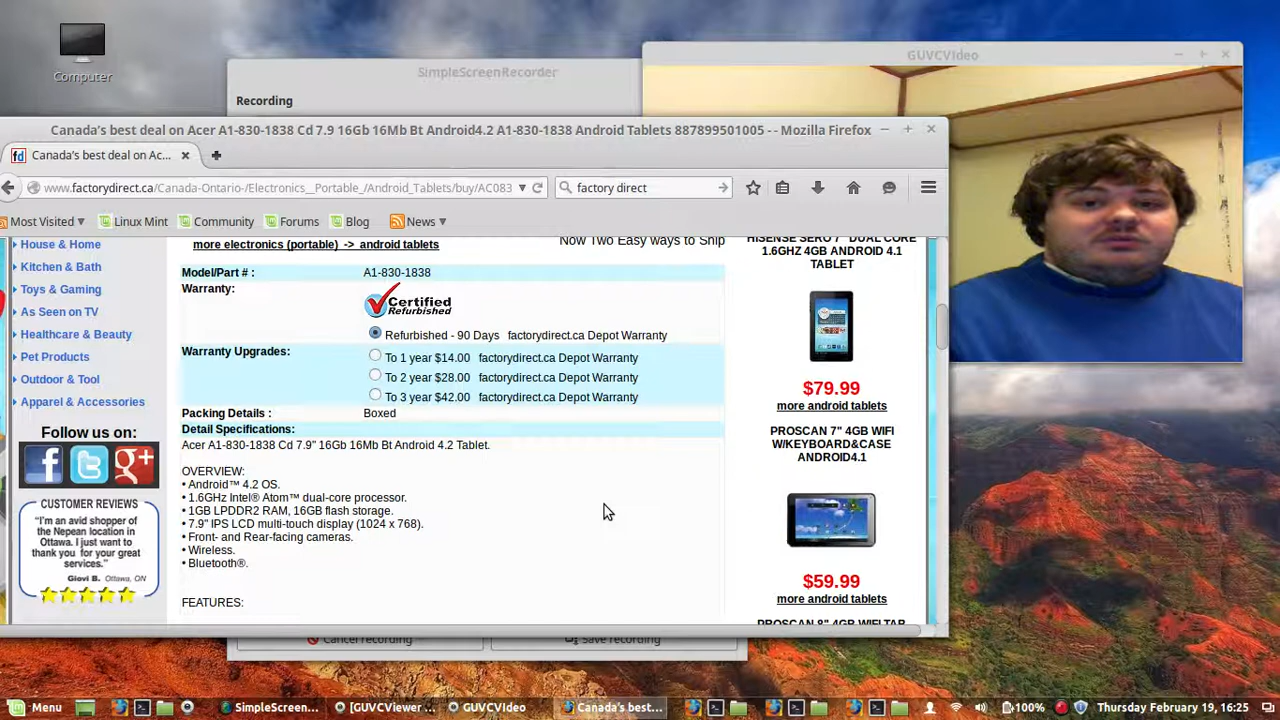 Computer
SimpleScreenRecorder
GUVCVIdeo
Recording
Canada's best deal on Acer A1-830-1838 Cd 7.9 16Gb 16Mb Bt Android4.2 A1-830-1838 Android Tablets 887899501005 - - Mozilla Firefox
fd Canada's best deal on Ac...
www.factorydirect.ca/Canada-Ontario-/Electronics__Portable_/Android_Tablets/buy/AC083
factory direct
Most Visited
Linux Mint
Community
Forums
Blog
News
House & Home
Kitchen & Bath
Toys & Gaming
As Seen on TV
Healthcare & Beauty
Pet Products
Outdoor & Tool
Apparel & Accessories
Follow us on:
CUSTOMER REVIEWS
“I’m an avid shopper of
the Nepean location in
Ottawa. I just want to
thank you for your great
services.”
Giovi B. Ottawa, ON
more electronics (portable) -> android tablets
Now Two Easy ways to Ship
Model/Part # : A1-830-1838
Warranty:
Certified
Refurbished
Refurbished - 90 Days factorydirect.ca Depot Warranty
Warranty Upgrades:
To 1 year $14.00 factorydirect.ca Depot Warranty
To 2 year $28.00 factorydirect.ca Depot Warranty
To 3 year $42.00 factorydirect.ca Depot Warranty
Packing Details : Boxed
Detail Specifications:
Acer A1-830-1838 Cd 7.9" 16Gb 16Mb Bt Android 4.2 Tablet.
OVERVIEW:
• Android™ 4.2 OS.
• 1.6GHz Intel® Atom™ dual-core processor.
• 1GB LPDDR2 RAM, 16GB flash storage.
• 7.9" IPS LCD multi-touch display (1024 x 768).
• Front- and Rear-facing cameras.
• Wireless.
• Bluetooth®.
FEATURES:
HISENSE SERO 7" DUAL CORE
1.6GHZ 4GB ANDROID 4.1
TABLET
$79.99
more android tablets
PROSCAN 7" 4GB WIFI
W/KEYBOARD&CASE
ANDROID4.1
$59.99
more android tablets
PROSCAN 8" 4GB WIFI TAB
Cancel recording
Save recording
Menu
SimpleScreen...
[GUVCViewer ...
GUVCVIdeo
Canada's best...
100%
Thursday February 19, 16:25